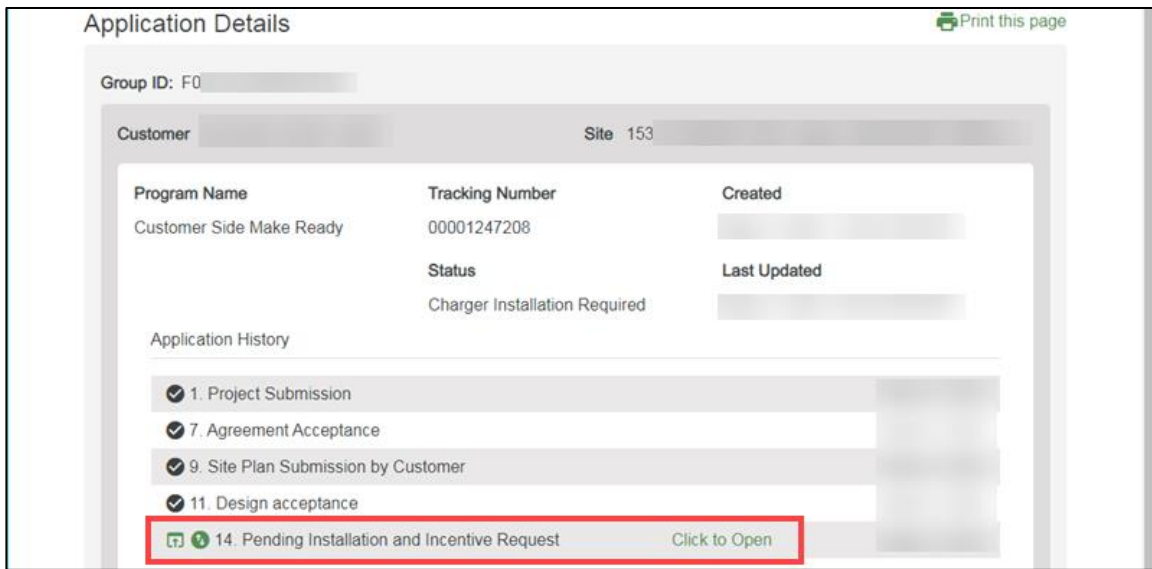 Application Details
Print this page
Group ID: F0
Customer
Site 153
Program Name
Tracking Number
Created
Customer Side Make Ready
00001247208
Status
Last Updated
Charger Installation Required
Application History
1. Project Submission
7. Agreement Acceptance
9. Site Plan Submission by Customer
11. Design acceptance
14. Pending Installation and Incentive Request
Click to Open